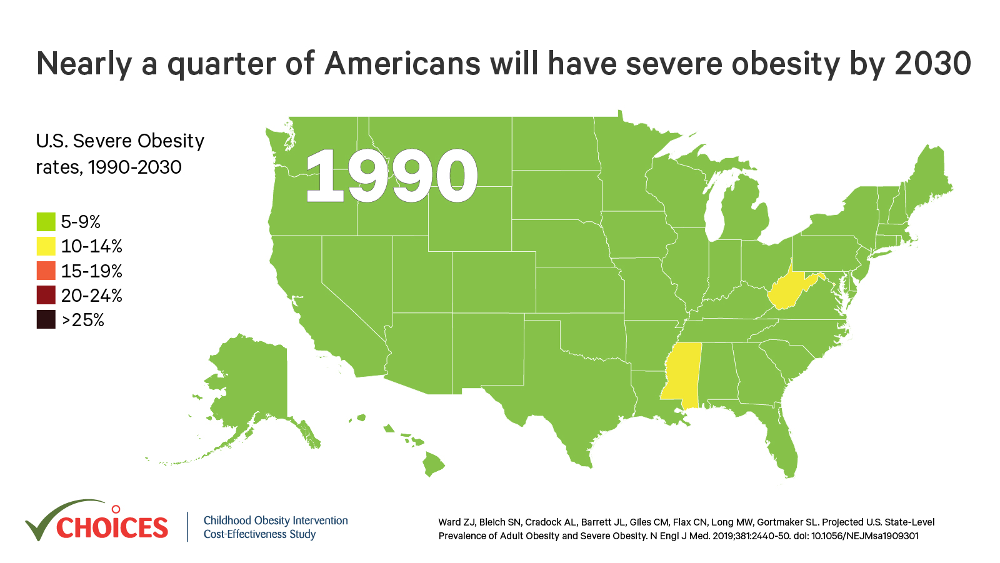 Nearly a quarter of Americans will have severe obesity by 2030
U.S. Severe Obesity
rates, 1990-2030
1990
5-9%
10-14%
15-19%
20-24%
>25%
CHOICES
Childhood Obesity Intervention
Cost-Effectiveness Study
Ward ZJ, Bleich SN, Cradock AL, Barrett JL, Giles CM, Flax CN, Long MW, Gortmaker SL. Projected U.S. State-Level
Prevalence of Adult Obesity and Severe Obesity. N Engl J Med. 2019;381:2440-50. doi: 10.1056/NEJMsa1909301